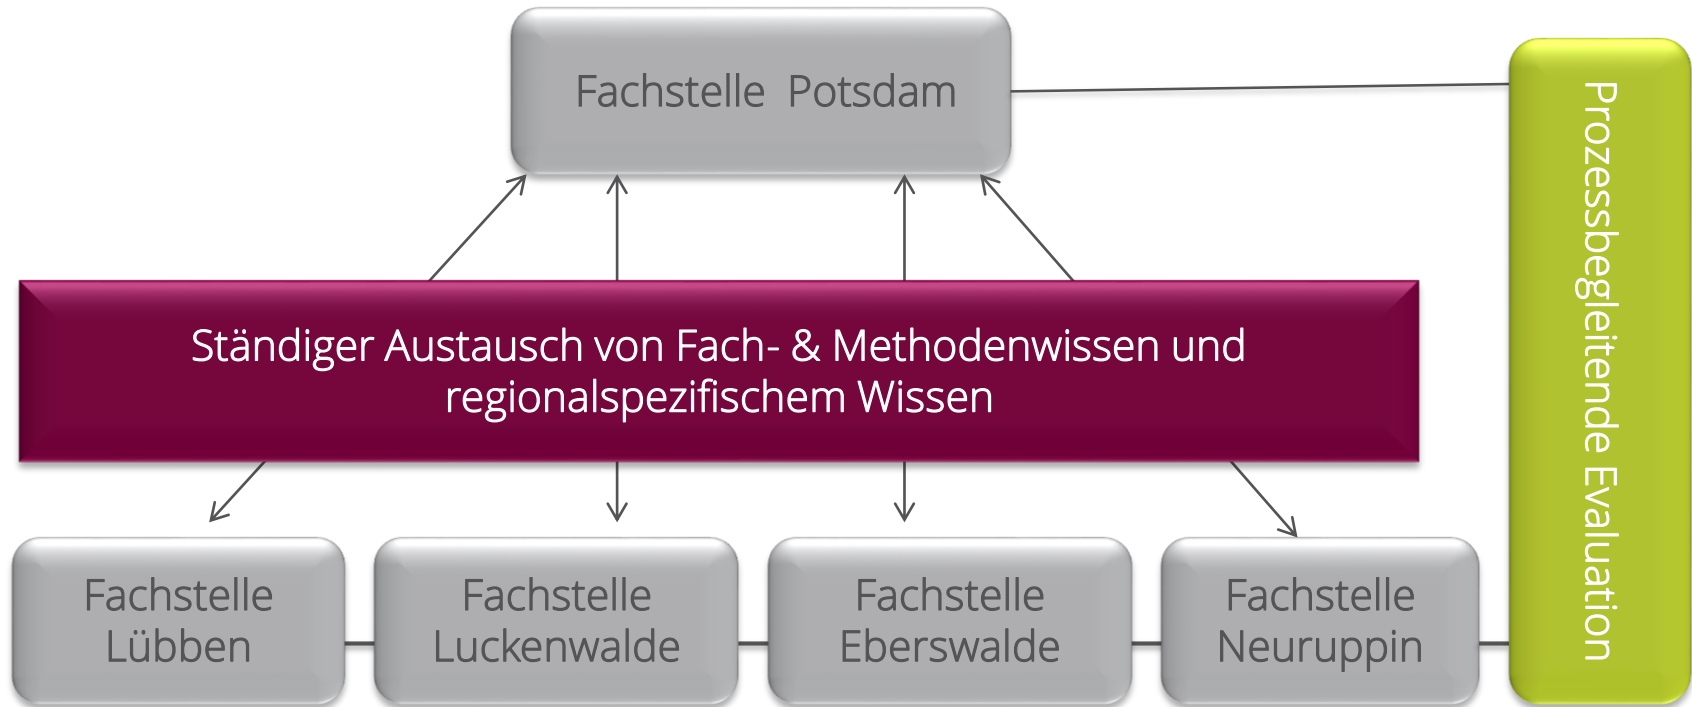 Fachstelle Potsdam
Prozessbegleitende Evaluation
Ständiger Austausch von Fach- & Methodenwissen und
regionalspezifischem Wissen
Fachstelle
Lübben
Fachstelle
Luckenwalde
Fachstelle
Eberswalde
Fachstelle
Neuruppin